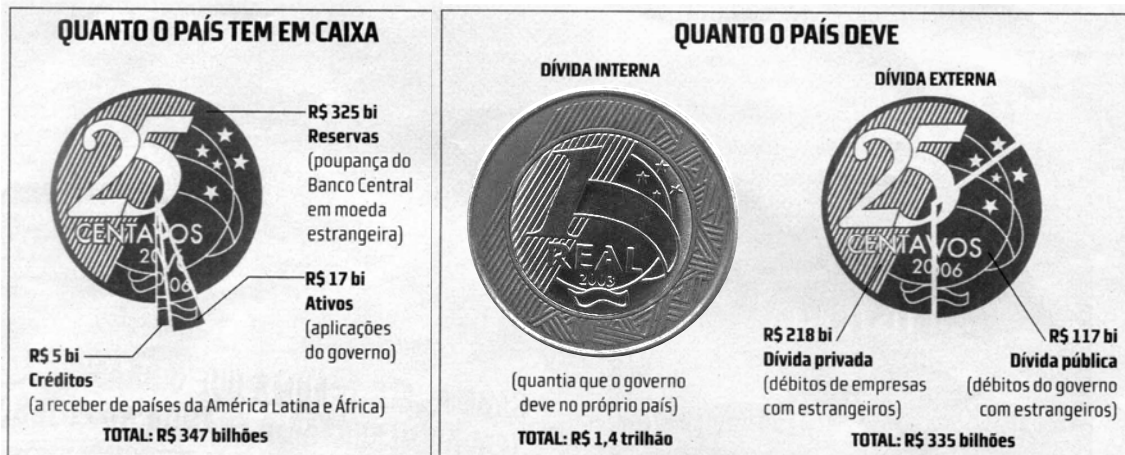 QUANTO O PAÍS TEM EM CAIXA
25
CENTAVOS
2006
R$ 325 bi
Reservas
(poupança do
Banco Central
em moeda
estrangeira)
R$ 17 bi
Ativos
(aplicações
do governo)
R$ 5 bi
Créditos
(a receber de países da América Latina e África)
TOTAL: R$ 347 bilhões
QUANTO O PAÍS DEVE
DÍVIDA INTERNA
1
REAL
2003
(quantia que o governo
deve no próprio país)
TOTAL: R$ 1,4 trilhão
DÍVIDA EXTERNA
25
CENTAVOS
2006
R$ 218 bi
Dívida privada
(débitos de empresas
com estrangeiros)
R$ 117 bi
Dívida pública
(débitos do governo
com estrangeiros)
TOTAL: R$ 335 bilhões